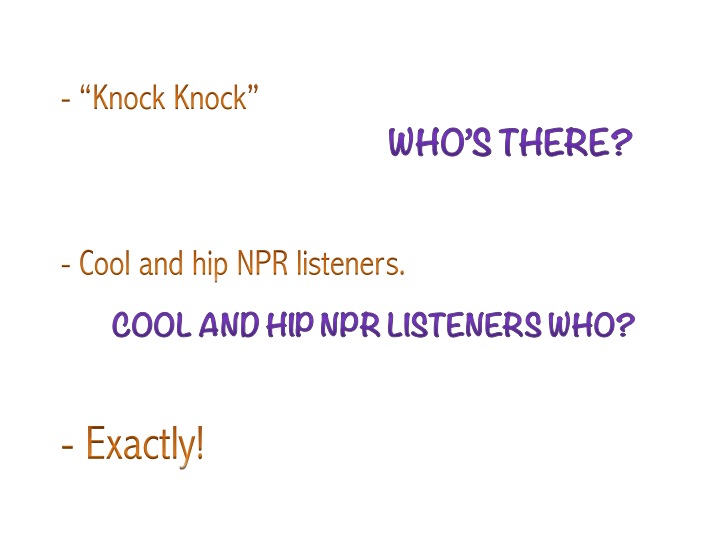 - “Knock Knock”
WHO’S THERE?
- Cool and hip NPR listeners.
COOL AND HIP NPR LISTENERS WHO?
- Exactly!